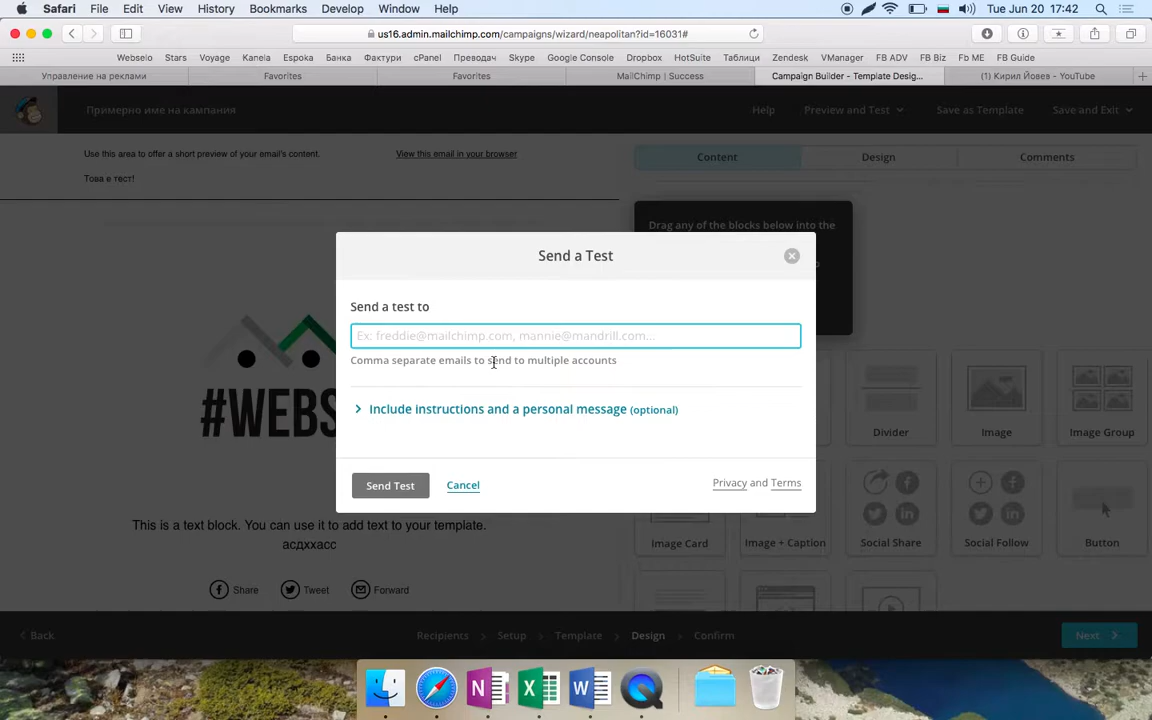 Safari File Edit View History Bookmarks Develop Window Help Tue Jun 20 17:42
us16.admin.mailchimp.com/campaigns/wizard/neapolitan?id=16031#
Webselo Stars Voyage Kanela Espoka Банка Фактури cPanel Преводач Skype Google Console Dropbox HotSuite Таблици Zendesk VManager FB ADV FB Biz Fb ME FB Guide
Управление на реклами Favorites Favorites MailChimp | Success Campaign Builder - Template Desig... (1) Кирил Йовев - YouTube
Примерно име на кампания Help Preview and Test Save as Template Save and Exit
Use this area to offer a short preview of your email's content. View this email in your browser
Това е тест!
Content Design Comments
Drag any of the blocks below into the
Send a Test
Send a test to
Ex: freddie@mailchimp.com, mannie@mandrill.com...
Comma separate emails to send to multiple accounts
Include instructions and a personal message (optional)
Send Test Cancel Privacy and Terms
#WEBS
Divider Image Image Group
Image Card Image + Caption Social Share Social Follow Button
This is a text block. You can use it to add text to your template.
асдххасс
Share Tweet Forward
Back Recipients Setup Template Design Confirm Next